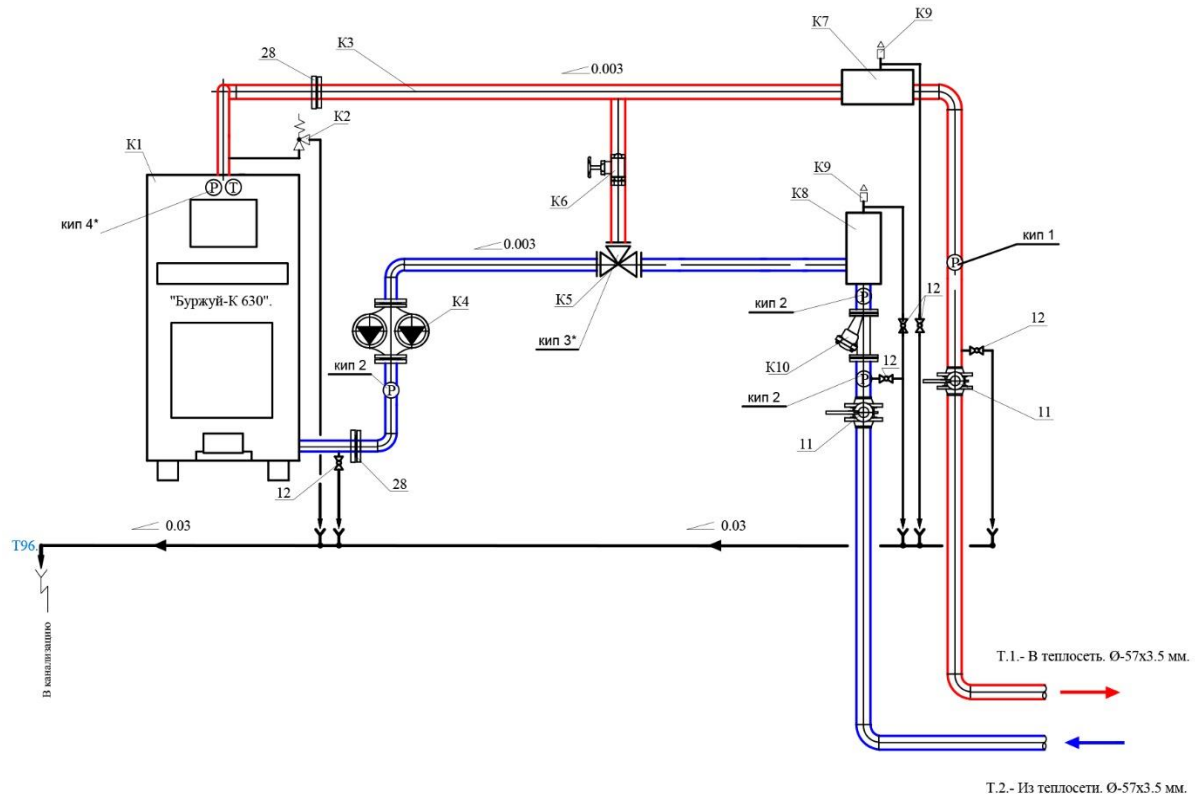 К7
К9
28
К3
0.003
К2
К1
Р
Т
К9
К6
К8
кип 4*
0.003
кип 1
Р
"Буржуй-К 630".
К5
кип 2
Р
12
К4
кип 3*
12
К10
12
кип 2
Р
кип 2
Р
11
11
12
28
0.03
0.03
Т96.
В канализацию
Т.1.- В теплосеть. Ø-57х3.5 мм.
Т.2.- Из теплосети. Ø-57х3.5 мм.